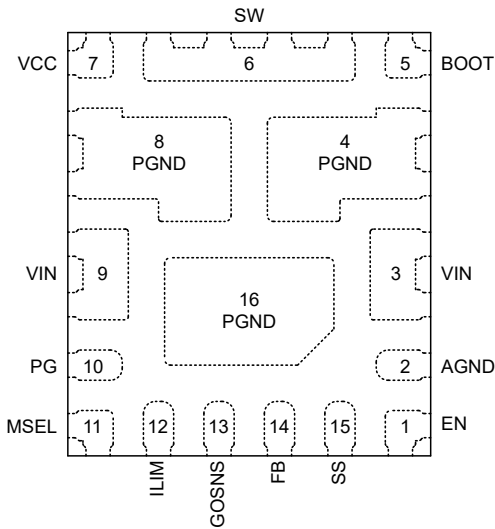 SW
VCC 7 6 5 BOOT
8 4
PGND PGND
VIN 9 3 VIN
16
PGND
PG 10 2 AGND
MSEL 11 12 13 14 15 1 EN
ILIM GOSNS FB SS